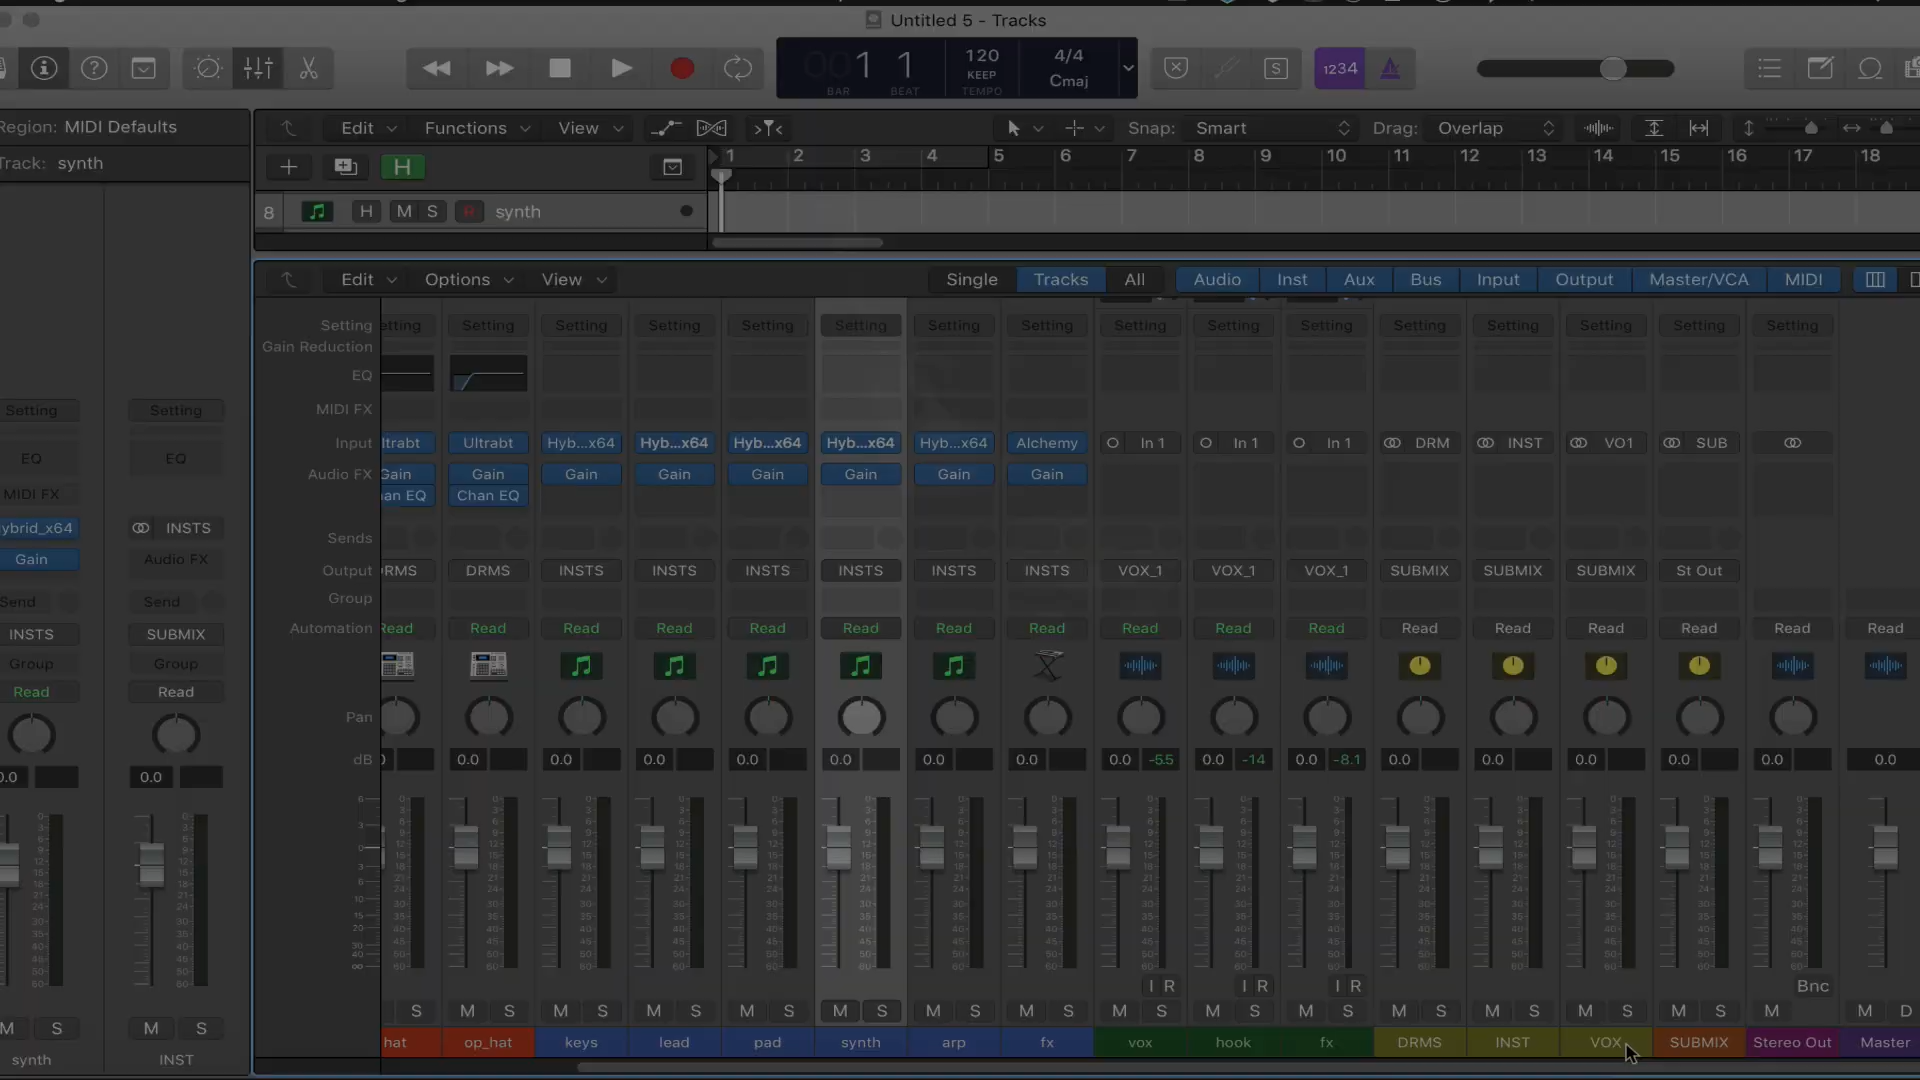 Untitled 5 - Tracks
1234
00 1 1
BAR BEAT
120
KEEP
TEMPO
4/4
Cmaj
Region: MIDI Defaults
Track: synth
Edit Functions View Snap: Smart Drag: Overlap
H
1 2 3 4 5 6 7 8 9 10 11 12 13 14 15 16 17 18
8 H M S R synth
Edit Options View Single Tracks All Audio Inst Aux Bus Input Output Master/VCA MIDI
Setting etting Setting Setting Setting Setting Setting Setting Setting Setting Setting Setting Setting Setting Setting Setting Setting
Gain Reduction
EQ
MIDI FX
Input ltrabt Ultrabt Hyb...x64 Hyb...x64 Hyb...x64 Hyb...x64 Hyb...x64 Alchemy In 1 In 1 In 1 DRM INST VO1 SUB
Audio FX Gain Gain Gain Gain Gain Gain Gain Gain
an EQ Chan EQ
Sends
Output RMS DRMS INSTS INSTS INSTS INSTS INSTS INSTS VOX_1 VOX_1 VOX_1 SUBMIX SUBMIX SUBMIX St Out
Group
Automation Read Read Read Read Read Read Read Read Read Read Read Read Read Read Read Read Read
Pan
dB 0.0 0.0 0.0 0.0 0.0 0.0 0.0 0.0 -5.5 0.0 -14 0.0 -8.1 0.0 0.0 0.0 0.0 0.0 0.0
I R I R I R Bnc
S M S M S M S M S M S M S M S M S M S M S M S M S M S M S M M D
hat op_hat keys lead pad synth arp fx vox hook fx DRMS INST VOX SUBMIX Stereo Out Master
Setting Setting
EQ EQ
MIDI FX
ybrid_x64 INSTS
Gain Audio FX
Send Send
INSTS SUBMIX
Group Group
Read Read
0.0 0.0
M S M S
synth INST